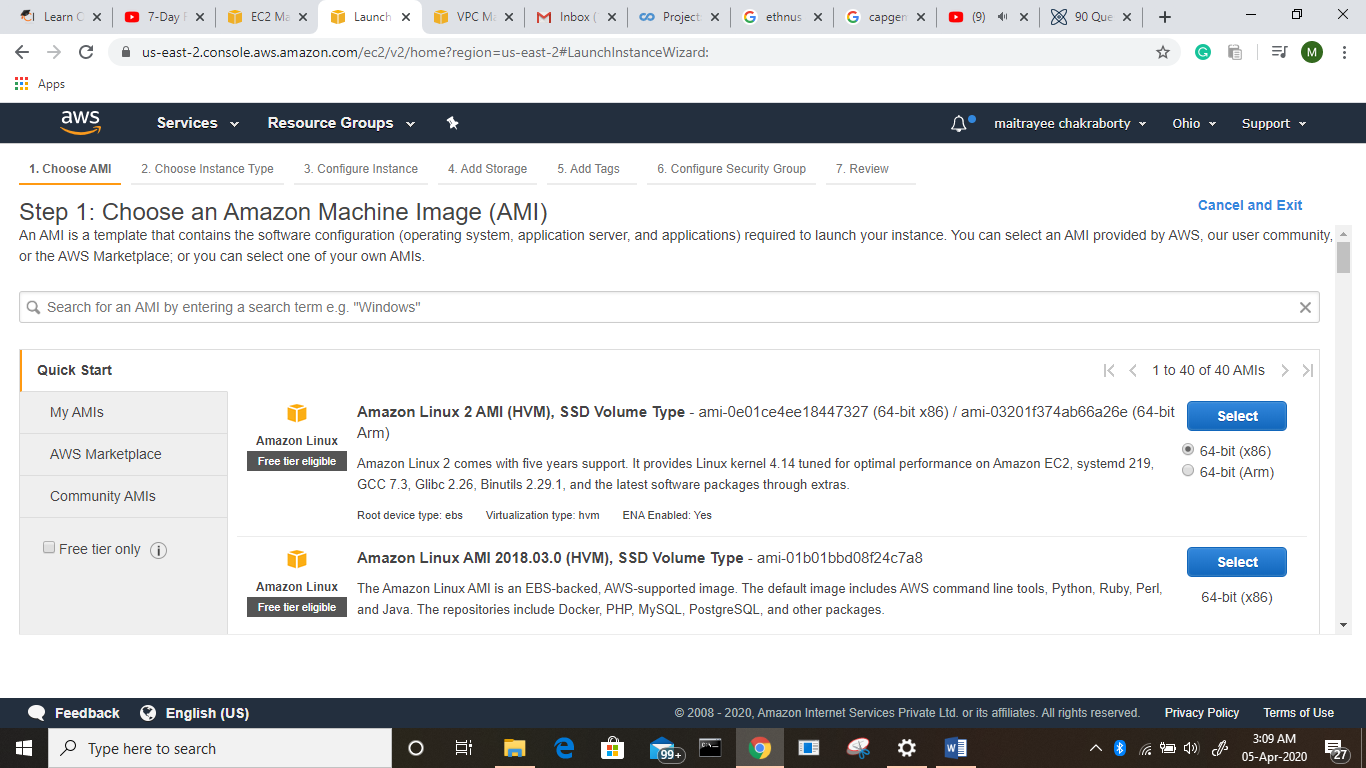 Learn C
7-Day F
EC2 Ma
Launch
VPC Ma
Inbox (
Project:
ethnus
capgen
(9)
90 Que
us-east-2.console.aws.amazon.com/ec2/v2/home?region=us-east-2#LaunchInstanceWizard:
M
Apps
aws
Services
Resource Groups
maitrayee chakraborty
Ohio
Support
1. Choose AMI
2. Choose Instance Type
3. Configure Instance
4. Add Storage
5. Add Tags
6. Configure Security Group
7. Review
Step 1: Choose an Amazon Machine Image (AMI)
Cancel and Exit
An AMI is a template that contains the software configuration (operating system, application server, and applications) required to launch your instance. You can select an AMI provided by AWS, our user community,
or the AWS Marketplace; or you can select one of your own AMIs.
Search for an AMI by entering a search term e.g. "Windows"
Quick Start
1 to 40 of 40 AMIs
My AMIs
AWS Marketplace
Community AMIs
Free tier only
Amazon Linux
Free tier eligible
Amazon Linux 2 AMI (HVM), SSD Volume Type - ami-0e01ce4ee18447327 (64-bit x86) / ami-03201f374ab66a26e (64-bit
Arm)
Amazon Linux 2 comes with five years support. It provides Linux kernel 4.14 tuned for optimal performance on Amazon EC2, systemd 219,
GCC 7.3, Glibc 2.26, Binutils 2.29.1, and the latest software packages through extras.
Root device type: ebs
Virtualization type: hvm
ENA Enabled: Yes
Select
64-bit (x86)
64-bit (Arm)
Amazon Linux
Free tier eligible
Amazon Linux AMI 2018.03.0 (HVM), SSD Volume Type - ami-01b01bbd08f24c7a8
The Amazon Linux AMI is an EBS-backed, AWS-supported image. The default image includes AWS command line tools, Python, Ruby, Perl,
and Java. The repositories include Docker, PHP, MySQL, PostgreSQL, and other packages.
Select
64-bit (x86)
Feedback
English (US)
© 2008 - 2020, Amazon Internet Services Private Ltd. or its affiliates. All rights reserved.
Privacy Policy
Terms of Use
Type here to search
99+
3:09 AM
05-Apr-2020
27